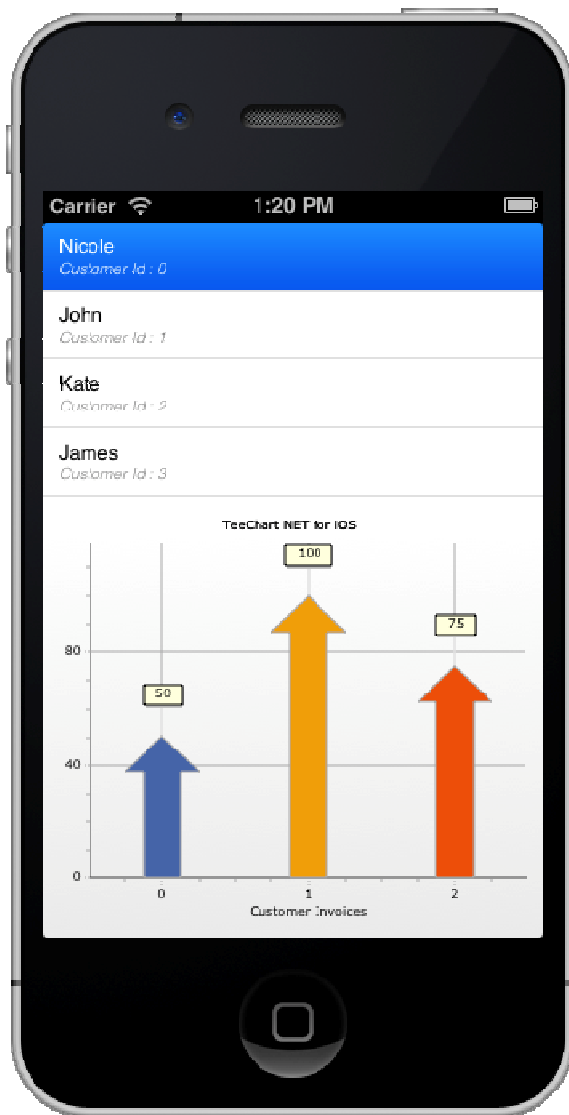 Carrier 1:20 PM
Nicole
Customer Id : 0
John
Customer Id : 1
Kate
Customer Id : 2
James
Customer Id : 3
TeeChart NET for IOS
100
75
80
50
40
0
0 1 2
Customer Invoices